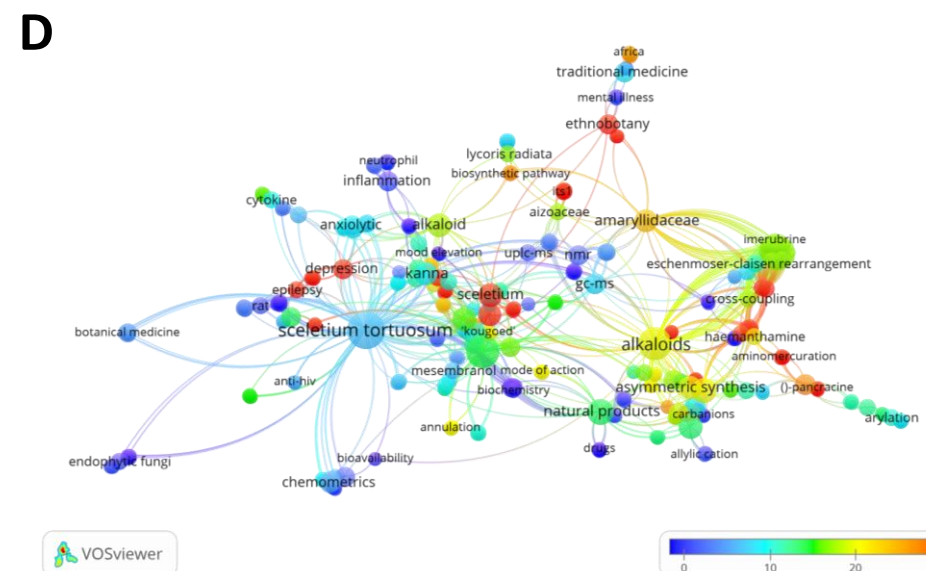 D
africa
traditional medicine
mental illness
ethnobotany
lycoris radiata
neutrophil
biosynthetic pathway
inflammation
its1
cytokine
aizoaceae
amaryllidaceae
anxiolytic
alkaloid
imerubrine
mood elevation
uplc-ms
nmr
eschenmoser-claisen rearrangement
depression
kanna
gc-ms
epilepsy
sceletium
cross-coupling
rat
botanical medicine
sceletium tortuosum
'kougoed'
haemanthamine
alkaloids
aminomercuration
mesembranol
mode of action
anti-hiv
biochemistry
asymmetric synthesis
()-pancracine
natural products
carbanions
arylation
annulation
drugs
allylic cation
endophytic fungi
bioavailability
chemometrics
VOSviewer
0
10
20